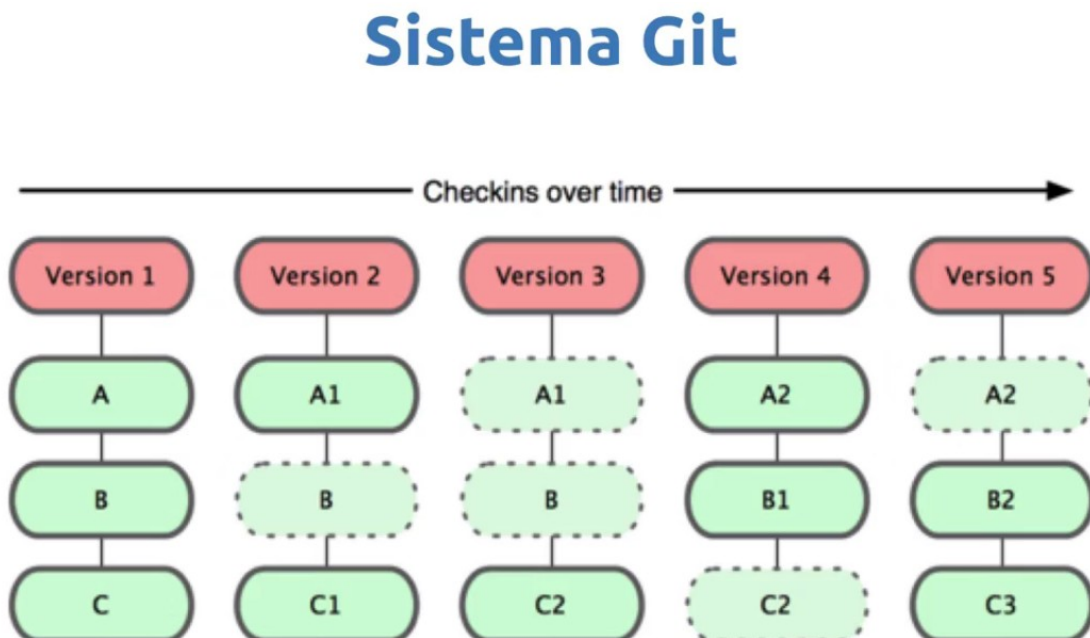 Sistema Git
Checkins over time
Version 1 Version 2 Version 3 Version 4 Version 5
A A1 A1 A2 A2
B B B B1 B2
C C1 C2 C2 C3